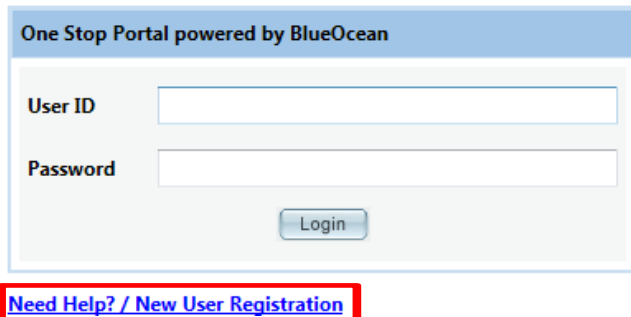 One Stop Portal powered by BlueOcean
User ID
Password
Login
Need Help? / New User Registration